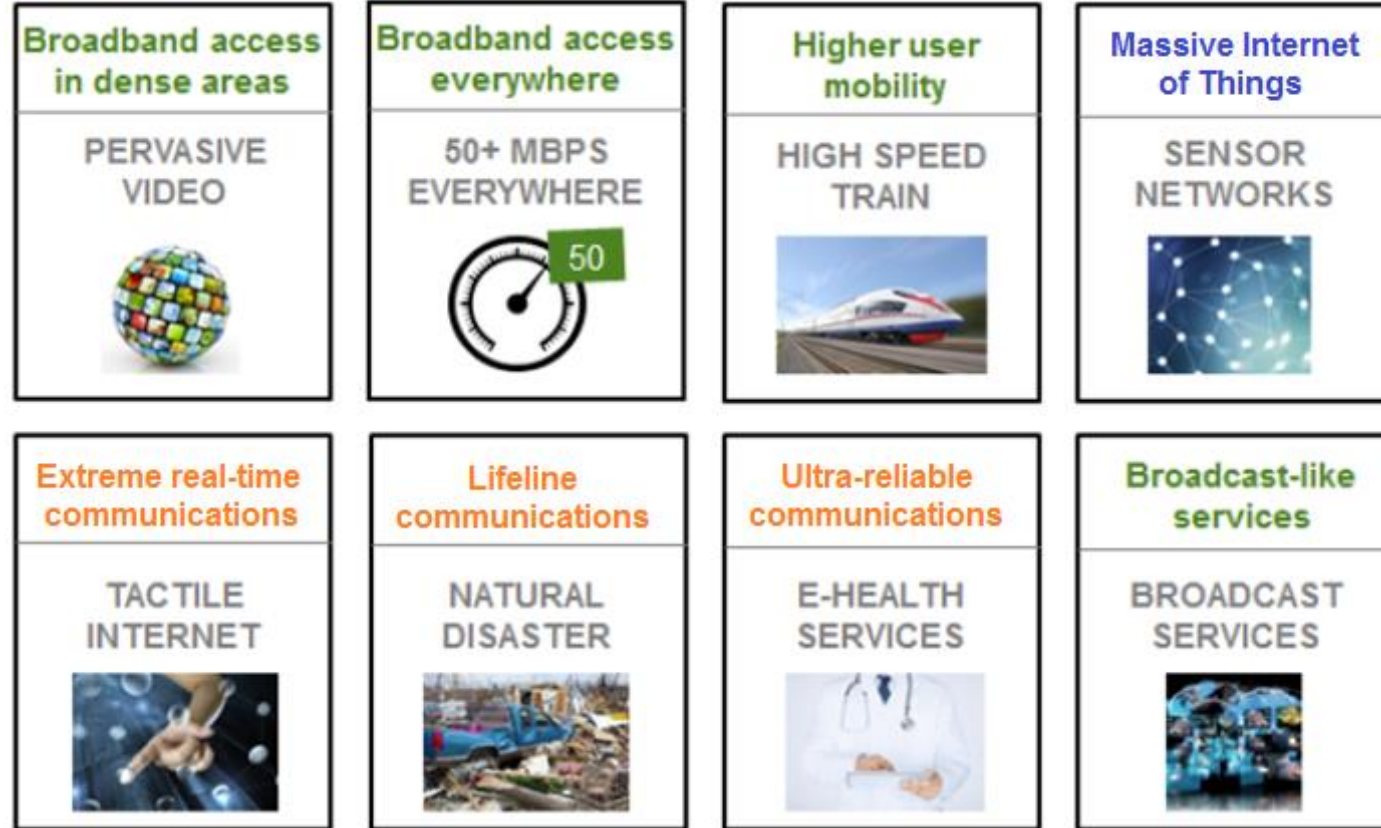 Broadband access
in dense areas
PERVASIVE
VIDEO
Broadband access
everywhere
50+ MBPS
EVERYWHERE
50
Higher user
mobility
HIGH SPEED
TRAIN
Massive Internet
of Things
SENSOR
NETWORKS
Extreme real-time
communications
TACTILE
INTERNET
Lifeline
communications
NATURAL
DISASTER
Ultra-reliable
communications
E-HEALTH
SERVICES
Broadcast-like
services
BROADCAST
SERVICES